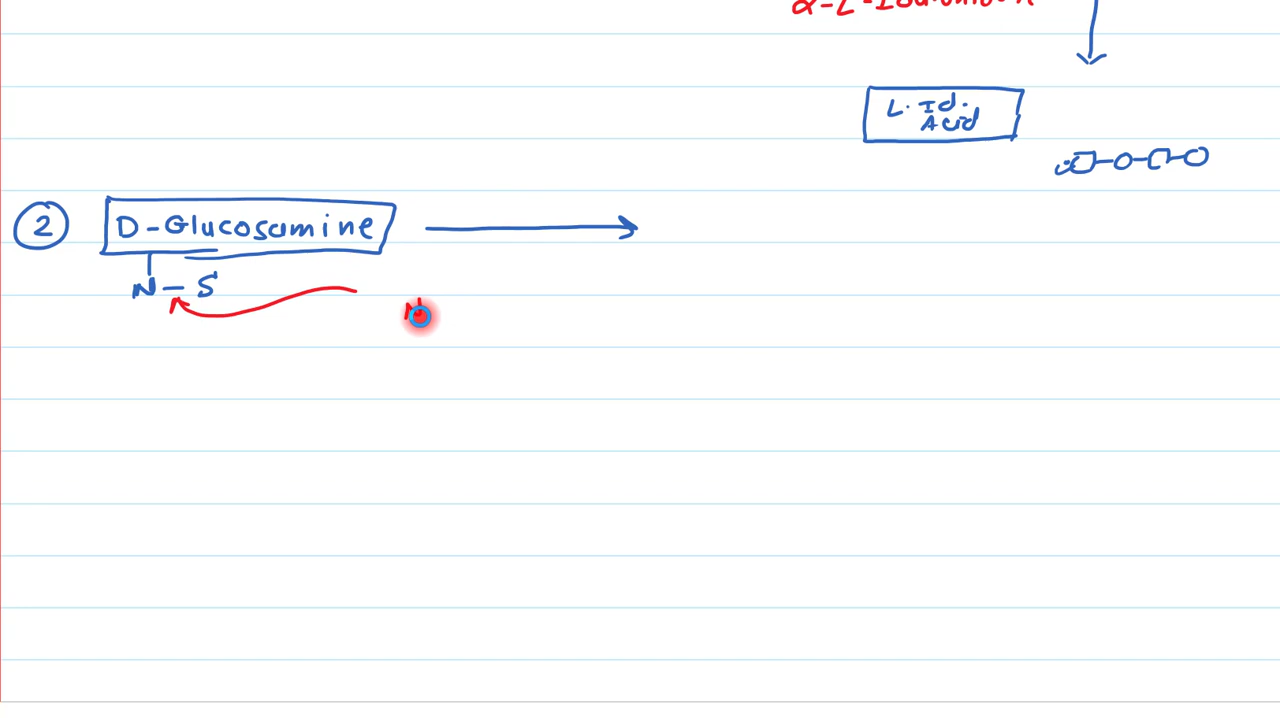 L. Id.
Acid
2 D-Glucosamine
N-S